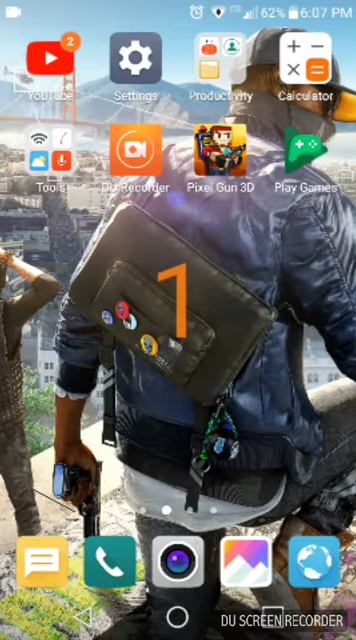 62% 6:07 PM
2
YouTube Settings Productivity Calculator
Tools DU Recorder Pixel Gun 3D Play Games
1
DU SCREEN RECORDER